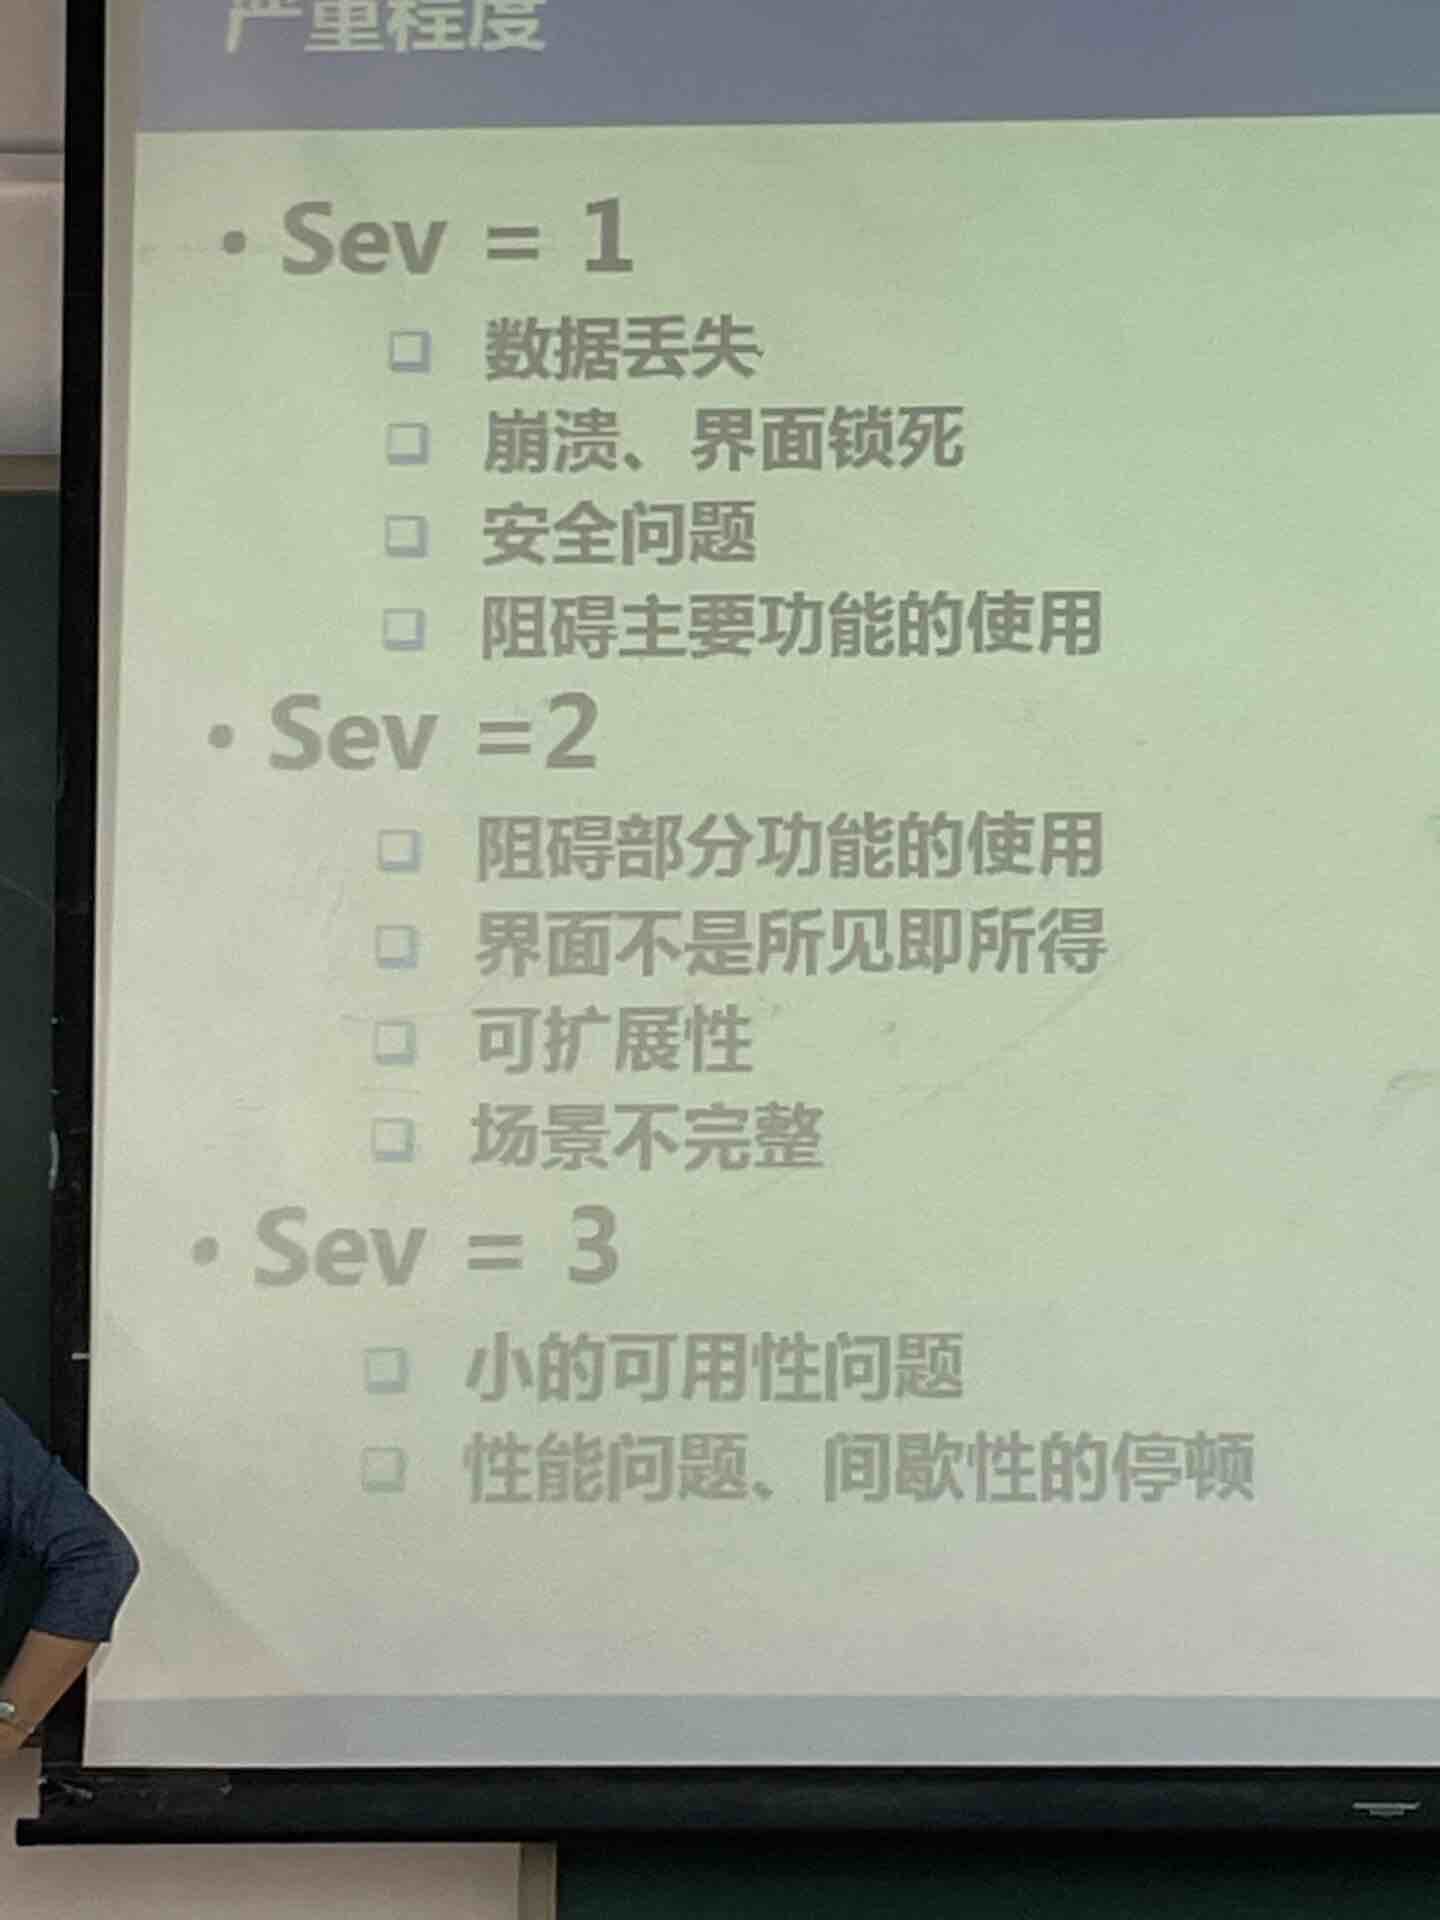 严重程度
• Sev = 1
❑ 数据丢失
❑ 崩溃、界面锁死
❑ 安全问题
❑ 阻碍主要功能的使用
• Sev =2
❑ 阻碍部分功能的使用
❑ 界面不是所见即所得
❑ 可扩展性
❑ 场景不完整
• Sev = 3
❑ 小的可用性问题
❑ 性能问题、间歇性的停顿